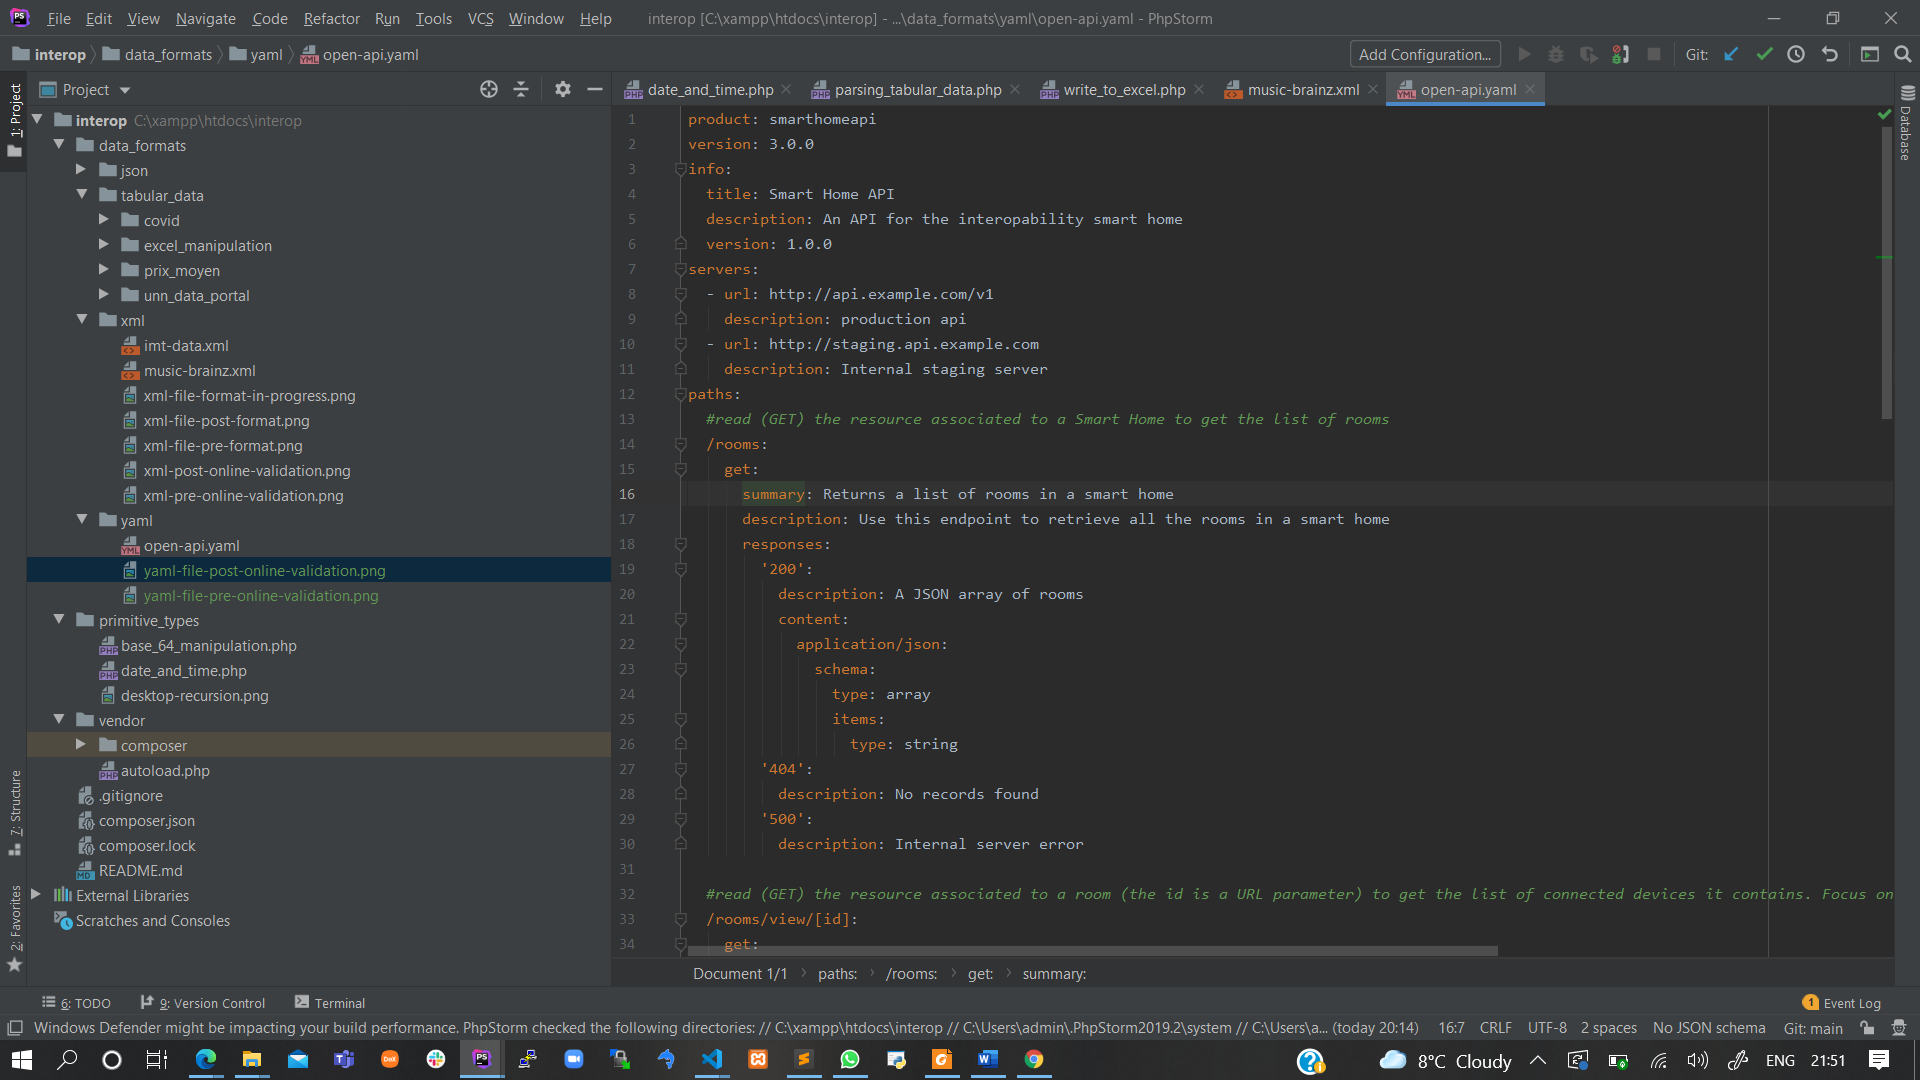 File Edit View Navigate Code Refactor Run Tools VCS Window Help interop [C:\xampp\htdocs\interop] - ...\data_formats\yaml\open-api.yaml - PhpStorm
interop data_formats yaml open-api.yaml Add Configuration... Git:
Project date_and_time.php parsing_tabular_data.php write_to_excel.php music-brainz.xml open-api.yaml
1: Project
7: Structure
2: Favorites
Database
interop C:\xampp\htdocs\interop
data_formats
json
tabular_data
covid
excel_manipulation
prix_moyen
unn_data_portal
xml
imt-data.xml
music-brainz.xml
xml-file-format-in-progress.png
xml-file-post-format.png
xml-file-pre-format.png
xml-post-online-validation.png
xml-pre-online-validation.png
yaml
open-api.yaml
yaml-file-post-online-validation.png
yaml-file-pre-online-validation.png
primitive_types
base_64_manipulation.php
date_and_time.php
desktop-recursion.png
vendor
composer
autoload.php
.gitignore
composer.json
composer.lock
README.md
External Libraries
Scratches and Consoles
1 product: smarthomeapi
2 version: 3.0.0
3 info:
4 title: Smart Home API
5 description: An API for the interopability smart home
6 version: 1.0.0
7 servers:
8 - url: http://api.example.com/v1
9 description: production api
10 - url: http://staging.api.example.com
11 description: Internal staging server
12 paths:
13 #read (GET) the resource associated to a Smart Home to get the list of rooms
14 /rooms:
15 get:
16 summary: Returns a list of rooms in a smart home
17 description: Use this endpoint to retrieve all the rooms in a smart home
18 responses:
19 '200':
20 description: A JSON array of rooms
21 content:
22 application/json:
23 schema:
24 type: array
25 items:
26 type: string
27 '404':
28 description: No records found
29 '500':
30 description: Internal server error
31
32 #read (GET) the resource associated to a room (the id is a URL parameter) to get the list of connected devices it contains. Focus on
33 /rooms/view/[id]:
34 get:
Document 1/1 paths: /rooms: get: summary:
6: TODO 9: Version Control Terminal 1 Event Log
Windows Defender might be impacting your build performance. PhpStorm checked the following directories: // C:\xampp\htdocs\interop // C:\Users\admin\.PhpStorm2019.2\system // C:\Users\a... (today 20:14) 16:7 CRLF UTF-8 2 spaces No JSON schema Git: main
8°C Cloudy ENG 21:51